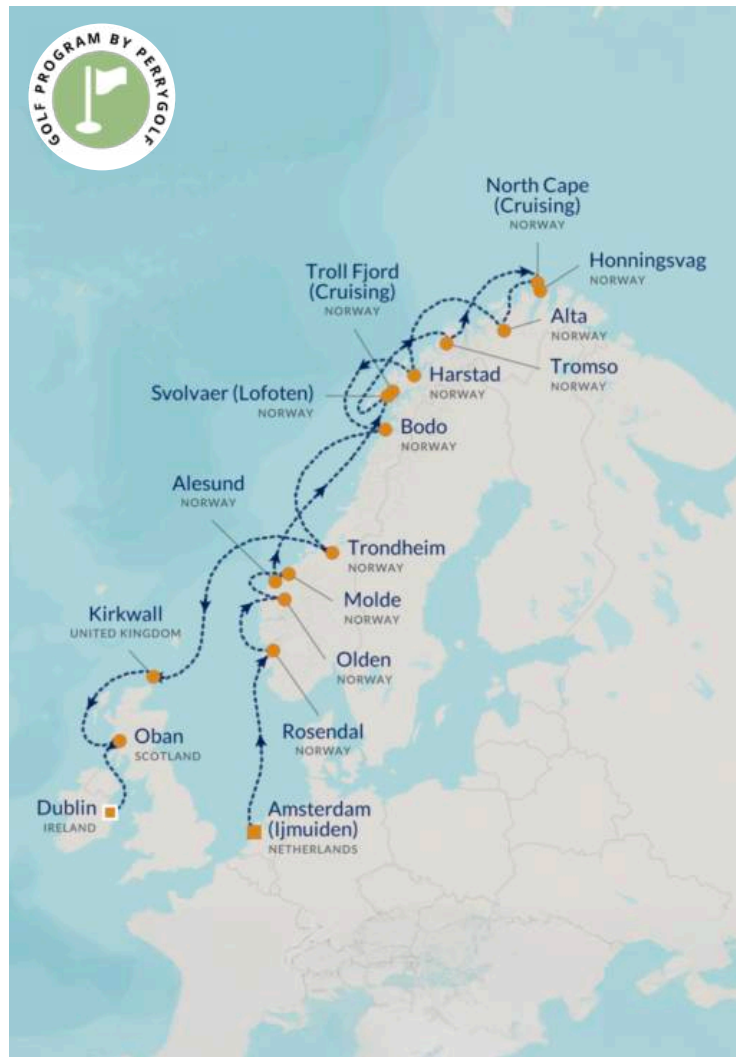 GOLF PROGRAM BY PERRYGOLF
North Cape
(Cruising)
NORWAY
Honningsvag
NORWAY
Troll Fjord
(Cruising)
NORWAY
Alta
NORWAY
Tromso
NORWAY
Harstad
NORWAY
Svolvaer (Lofoten)
NORWAY
Bodo
NORWAY
Alesund
NORWAY
Trondheim
NORWAY
Molde
NORWAY
Kirkwall
UNITED KINGDOM
Olden
NORWAY
Rosendal
NORWAY
Oban
SCOTLAND
Dublin
IRELAND
Amsterdam
(Ijmuiden)
NETHERLANDS